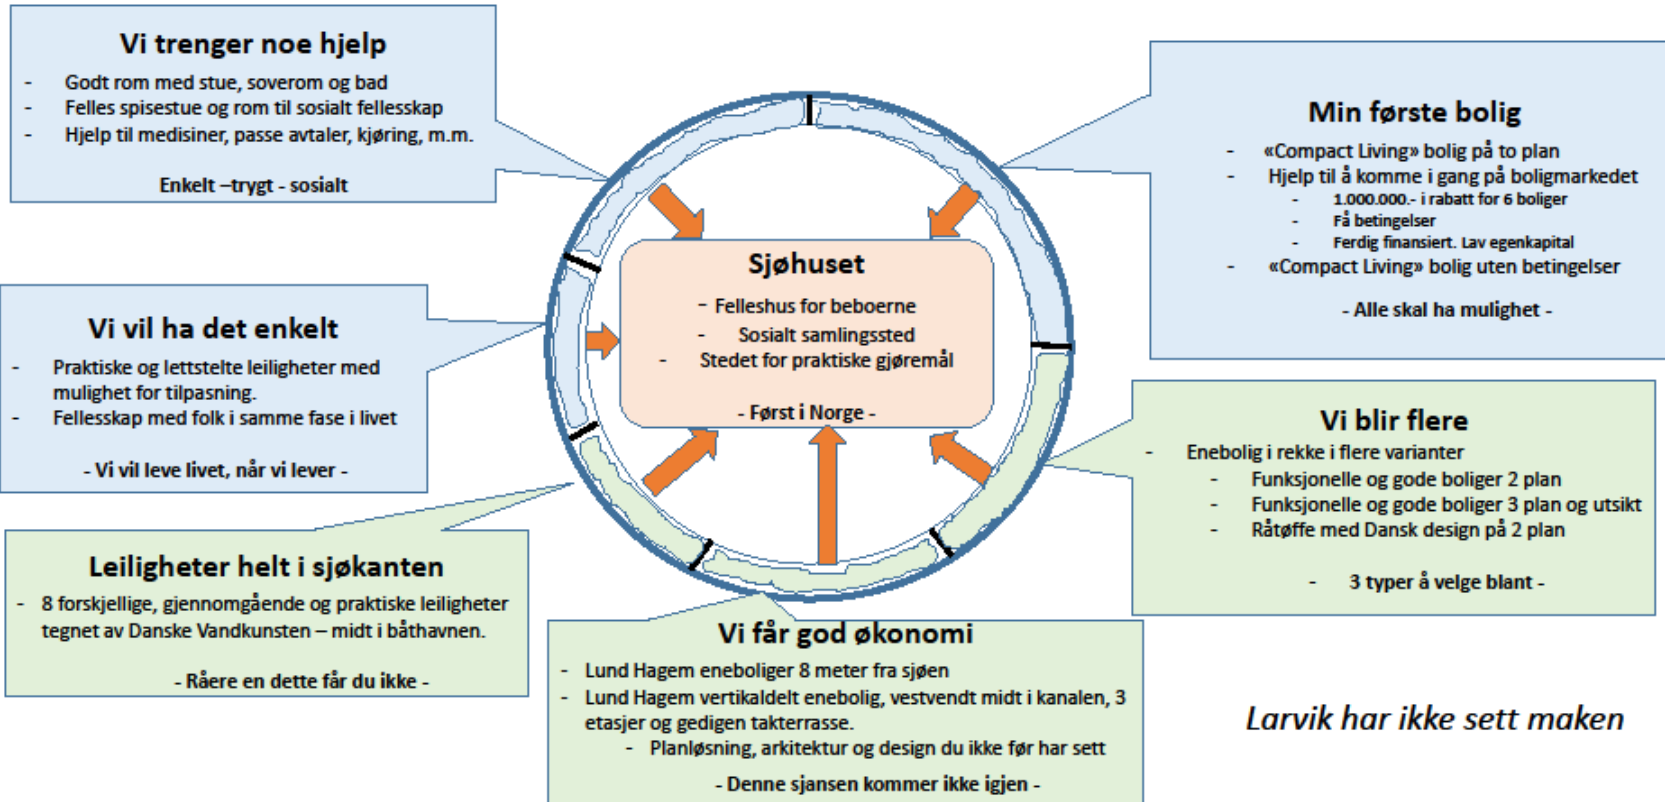 Vi trenger noe hjelp
- Godt rom med stue, soverom og bad
- Felles spisestue og rom til sosialt fellesskap
- Hjelp til medisiner, passe avtaler, kjøring, m.m.
Enkelt –trygt - sosialt
Min første bolig
- «Compact Living» bolig på to plan
- Hjelp til å komme i gang på boligmarkedet
- 1.000.000.- i rabatt for 6 boliger
- Få betingelser
- Ferdig finansiert. Lav egenkapital
- «Compact Living» bolig uten betingelser
- Alle skal ha mulighet -
Sjøhuset
- Felleshus for beboerne
- Sosialt samlingssted
- Stedet for praktiske gjøremål
- Først i Norge -
Vi vil ha det enkelt
- Praktiske og lettstelte leiligheter med
mulighet for tilpasning.
- Fellesskap med folk i samme fase i livet
- Vi vil leve livet, når vi lever -
Vi blir flere
- Enebolig i rekke i flere varianter
- Funksjonelle og gode boliger 2 plan
- Funksjonelle og gode boliger 3 plan og utsikt
- Råtøffe med Dansk design på 2 plan
- 3 typer å velge blant -
Leiligheter helt i sjøkanten
- 8 forskjellige, gjennomgående og praktiske leiligheter
tegnet av Danske Vandkunsten – midt i båthavnen.
- Råere en dette får du ikke -
Vi får god økonomi
- Lund Hagem eneboliger 8 meter fra sjøen
- Lund Hagem vertikaldelt enebolig, vestvendt midt i kanalen, 3
etasjer og gedigen takterrasse.
- Planløsning, arkitektur og design du ikke før har sett
- Denne sjansen kommer ikke igjen -
Larvik har ikke sett maken